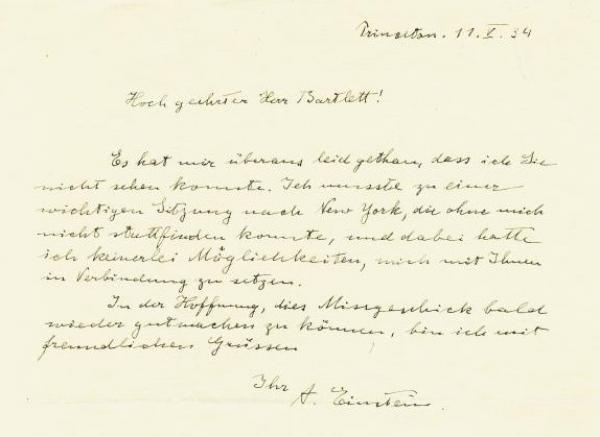 Princeton. 11. V. 34
Hochgeehrter Herr Bartlett!
Es hat mir überaus leid gethan, dass ich Sie
nicht sehen konnte. Ich musste zu einer
wichtigen Sitzung nach New York, die ohne mich
nicht stattfinden konnte, und dabei hatte
ich keinerlei Möglichkeiten, mich mit Ihnen
in Verbindung zu setzen.
In der Hoffnung, dies Missgeschick bald
wieder gutmachen zu können, bin ich mit
freundlichen Grüssen
Ihr A. Einstein.